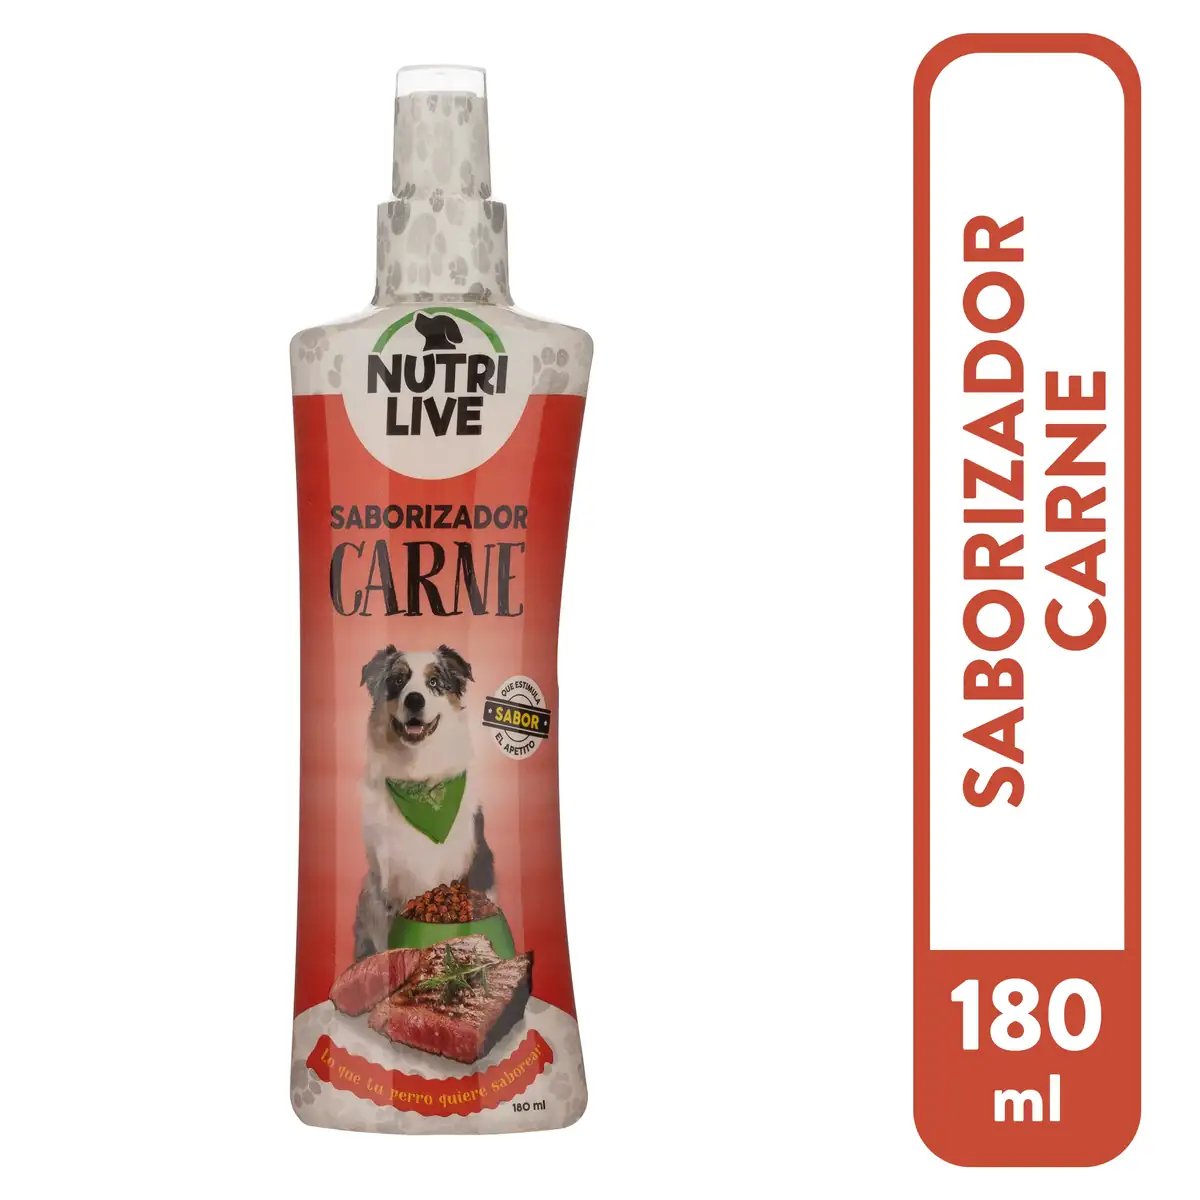 NUTRI
LIVE
SABORIZADOR
CARNE
QUE ESTIMULA
SABOR
EL APETITO
Lo que tu perro quiere saborear
180 ml
SABORIZADOR
CARNE
180
ml